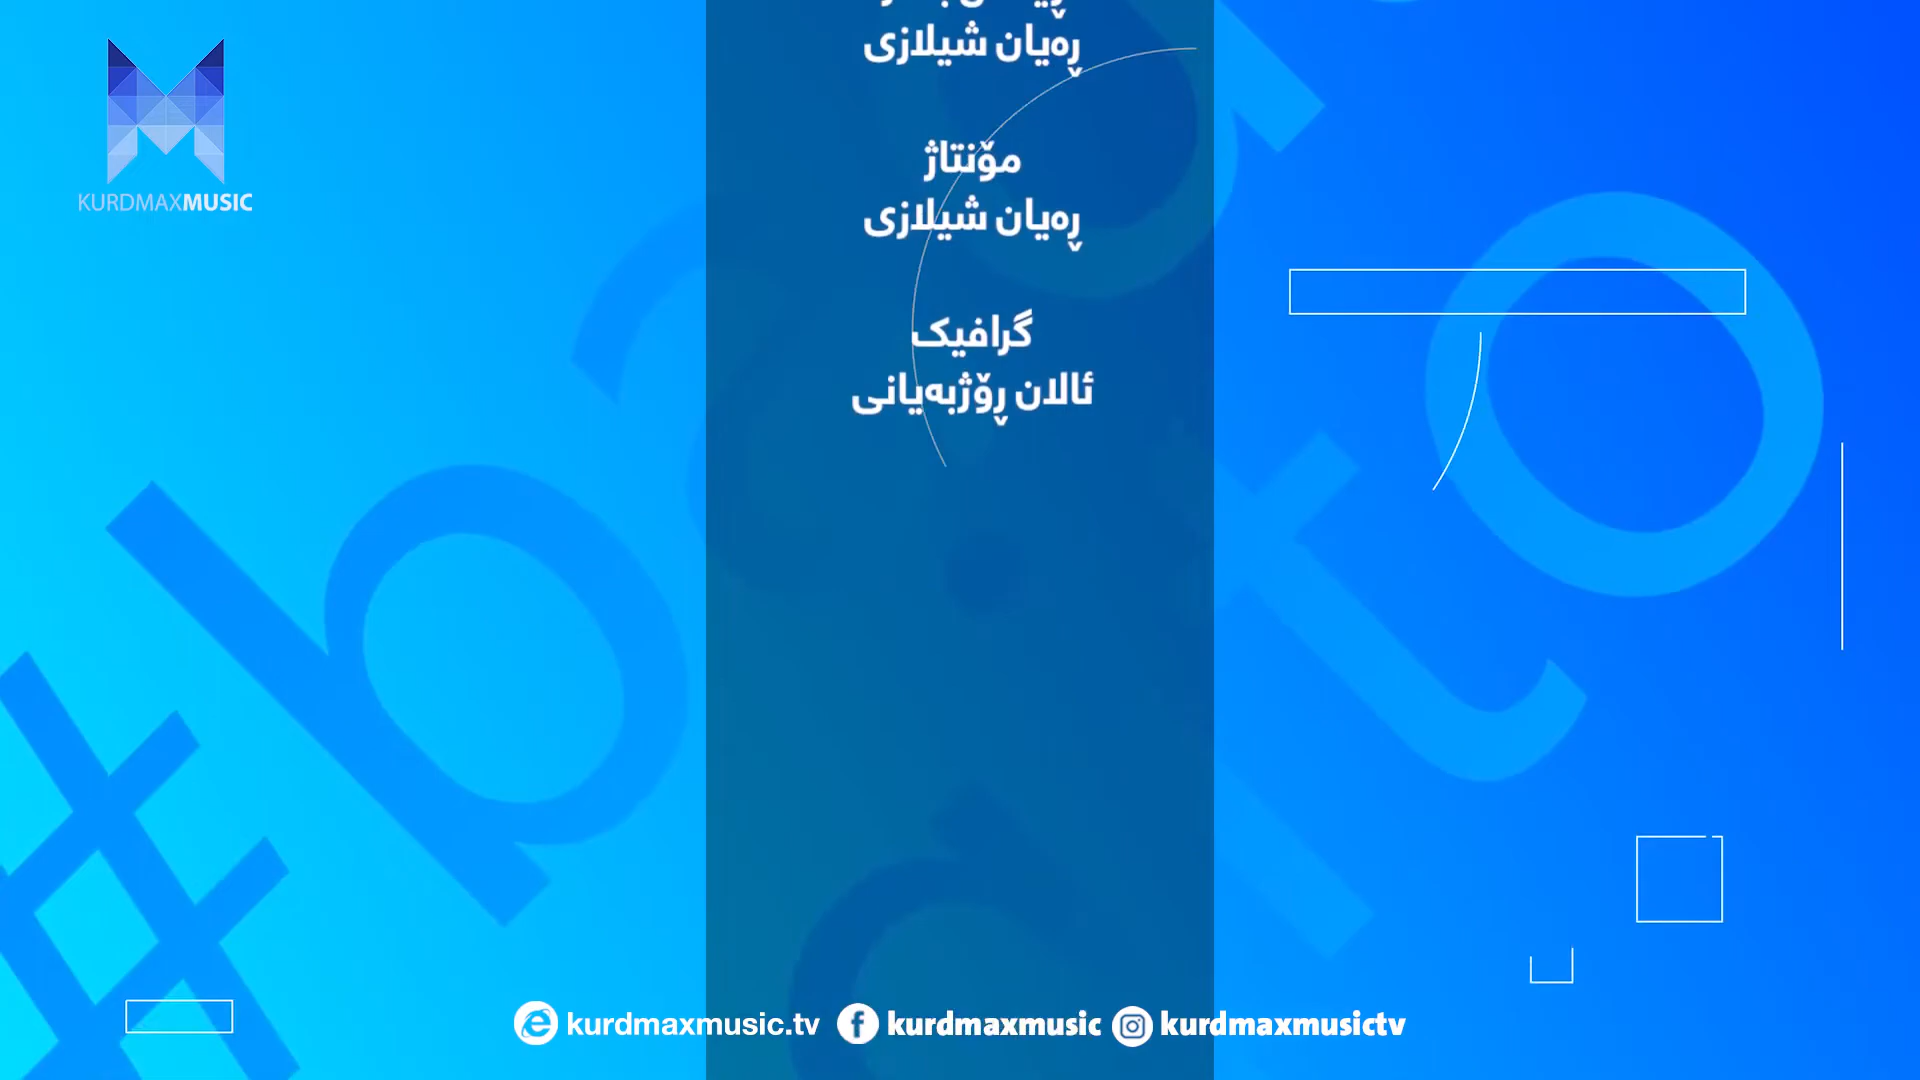 ڕەیان شیلازی
مۆنتاژ
ڕەیان شیلازی
گرافیک
ئالان ڕۆژبەیانی
KURDMAXMUSIC
kurdmaxmusic.tv
kurdmaxmusic
kurdmaxmusictv